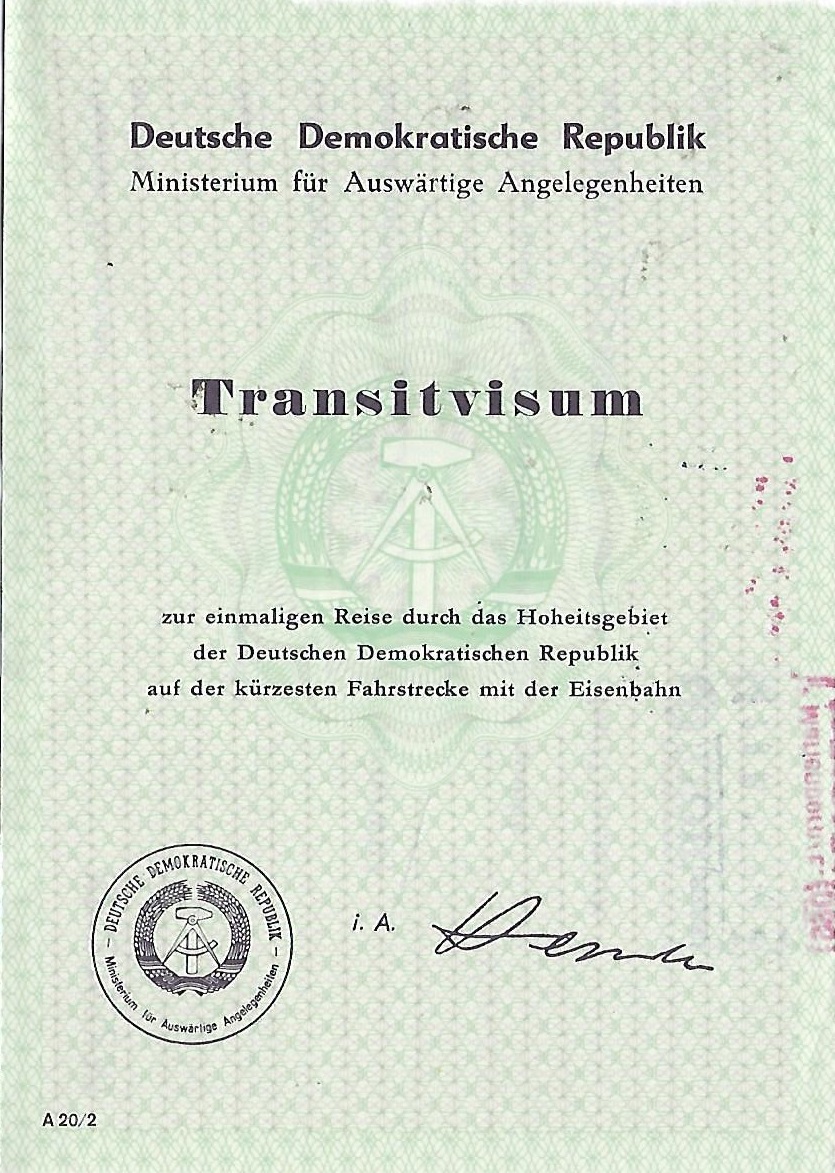 Deutsche Demokratische Republik
Ministerium für Auswärtige Angelegenheiten
Transitvisum
zur einmaligen Reise durch das Hoheitsgebiet
der Deutschen Demokratischen Republik
auf der kürzesten Fahrstrecke mit der Eisenbahn
– DEUTSCHE DEMOKRATISCHE REPUBLIK –
Ministerium für Auswärtige Angelegenheiten
i. A.
A 20/2